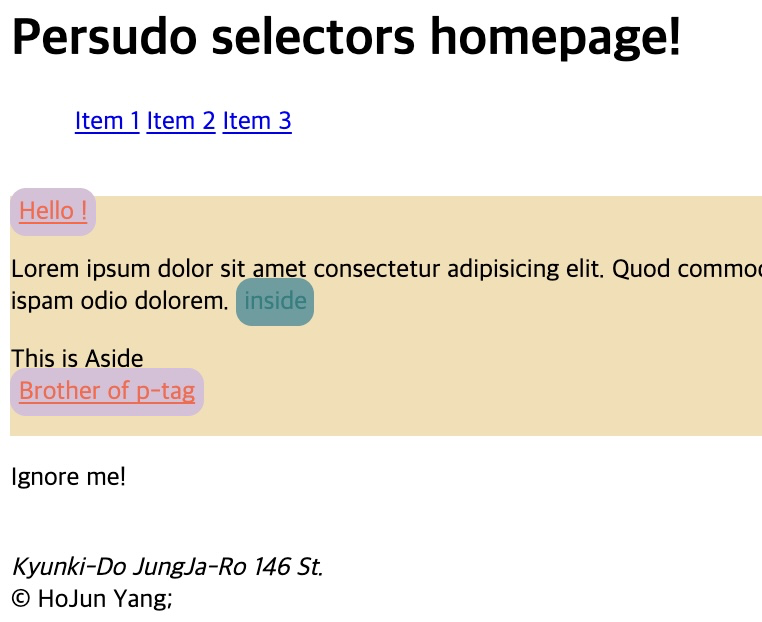 Persudo selectors homepage!
Item 1 Item 2 Item 3
Hello !
Lorem ipsum dolor sit amet consectetur adipisicing elit. Quod
ispam odio dolorem. inside
This is Aside
Brother of p-tag
Ignore me!
Kyunki-Do JungJa-Ro 146 St.
© HoJun Yang;